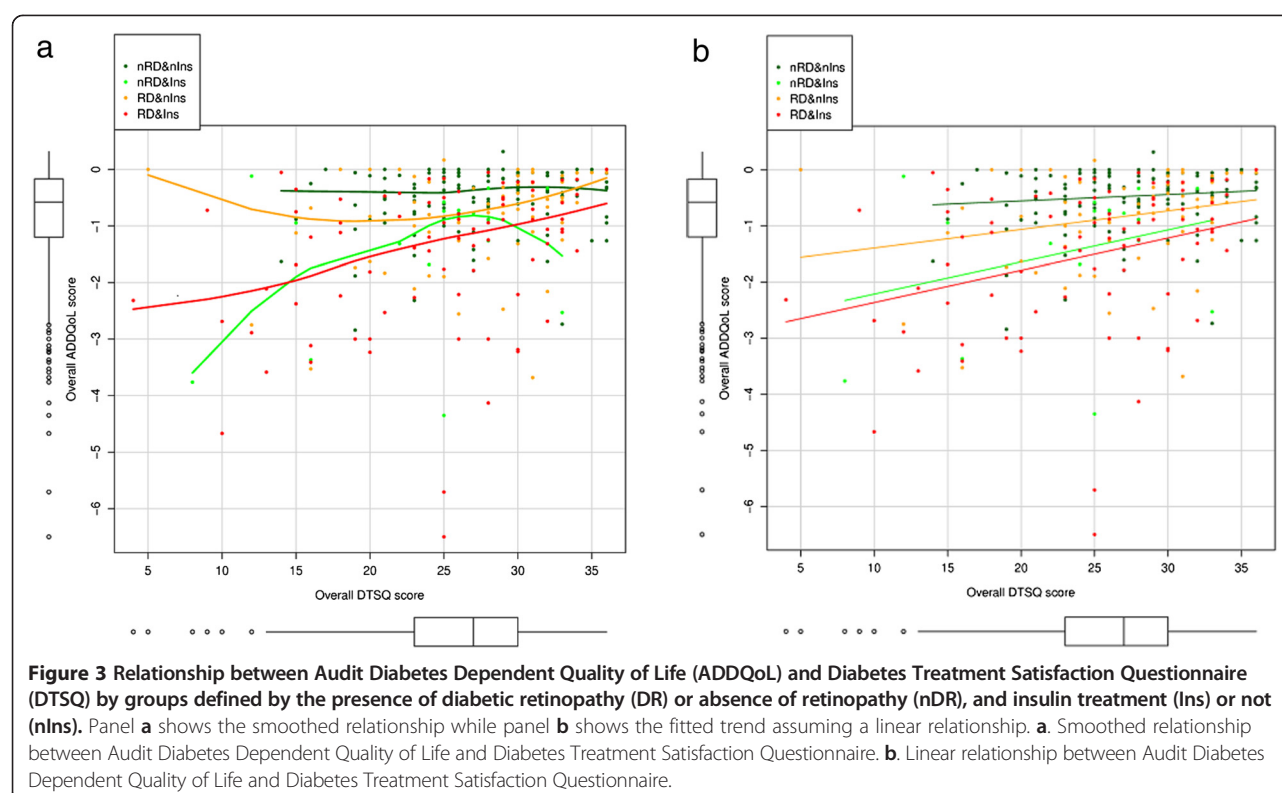 a
nRD&nIns
nRD&Ins
RD&nIns
RD&Ins
Overall ADDQoL score
0
-1
-2
-3
-4
-5
-6
5 10 15 20 25 30 35
Overall DTSQ score
b
nRD&nIns
nRD&Ins
RD&nIns
RD&Ins
Overall ADDQoL score
0
-1
-2
-3
-4
-5
-6
5 10 15 20 25 30 35
Overall DTSQ score
Figure 3 Relationship between Audit Diabetes Dependent Quality of Life (ADDQoL) and Diabetes Treatment Satisfaction Questionnaire
(DTSQ) by groups defined by the presence of diabetic retinopathy (DR) or absence of retinopathy (nDR), and insulin treatment (Ins) or not
(nIns). Panel a shows the smoothed relationship while panel b shows the fitted trend assuming a linear relationship. a. Smoothed relationship
between Audit Diabetes Dependent Quality of Life and Diabetes Treatment Satisfaction Questionnaire. b. Linear relationship between Audit Diabetes
Dependent Quality of Life and Diabetes Treatment Satisfaction Questionnaire.